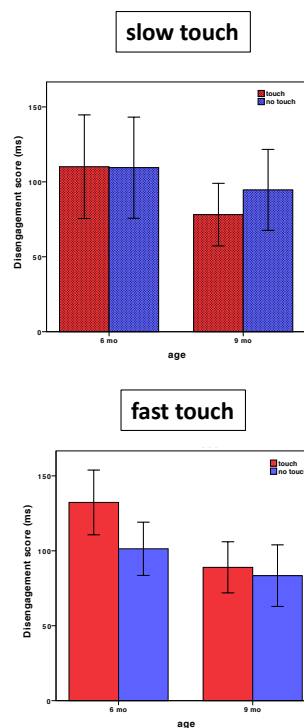 slow touch
touch
no touch
Disengagement score (ms)
150
100
50
0
6 mo
9 mo
age
fast touch
touch
no touch
Disengagement score (ms)
150
100
50
0
6 mo
9 mo
age